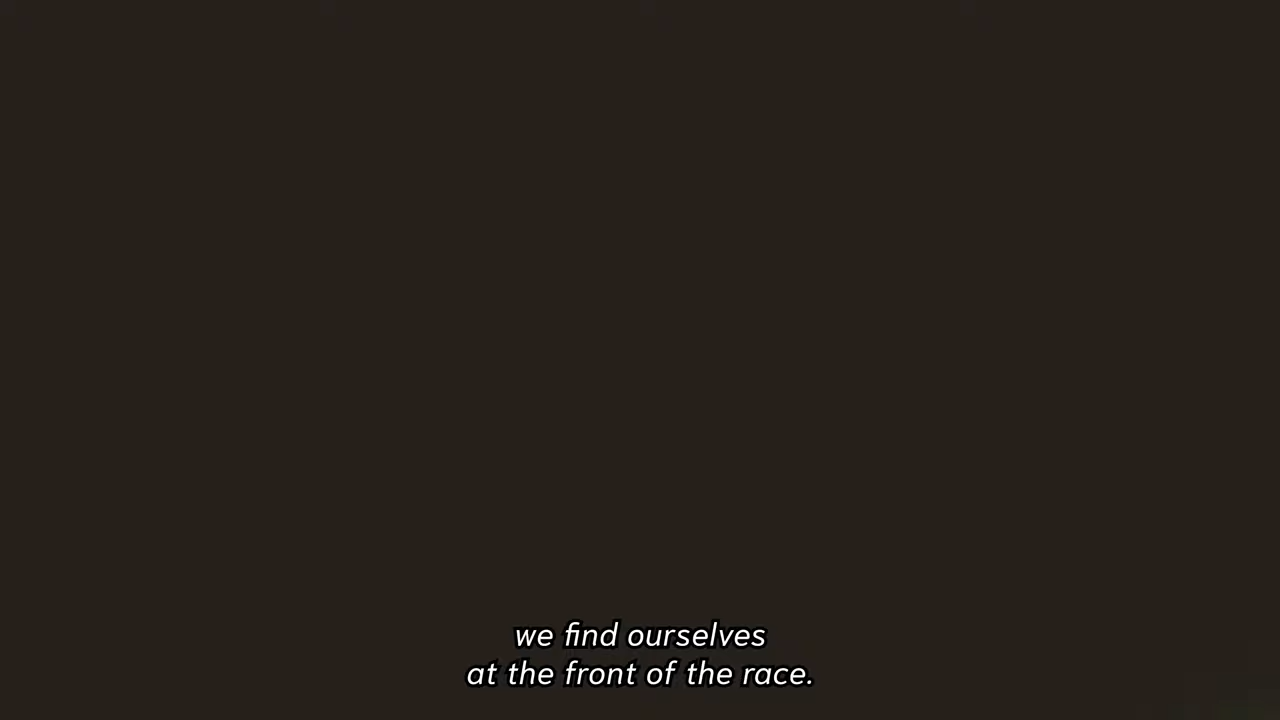 we find ourselves
at the front of the race.